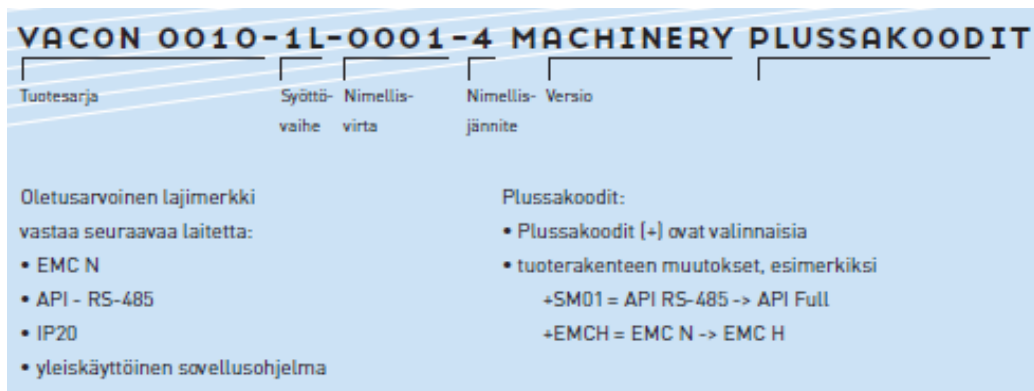 VACON 0010-1L-0001-4 MACHINERY PLUSSAKOODIT
Tuotesarja Syöttö- Nimellis- Nimellis- Versio
vaihe virta jännite
Oletusarvoinen lajimerkki
vastaa seuraavaa laitetta:
• EMC N
• API - RS-485
• IP20
• yleiskäyttöinen sovellusohjelma
Plussakoodit:
• Plussakoodit (+) ovat valinnaisia
• tuoterakenteen muutokset, esimerkiksi
+SM01 = API RS-485 -> API Full
+EMCH = EMC N -> EMC H